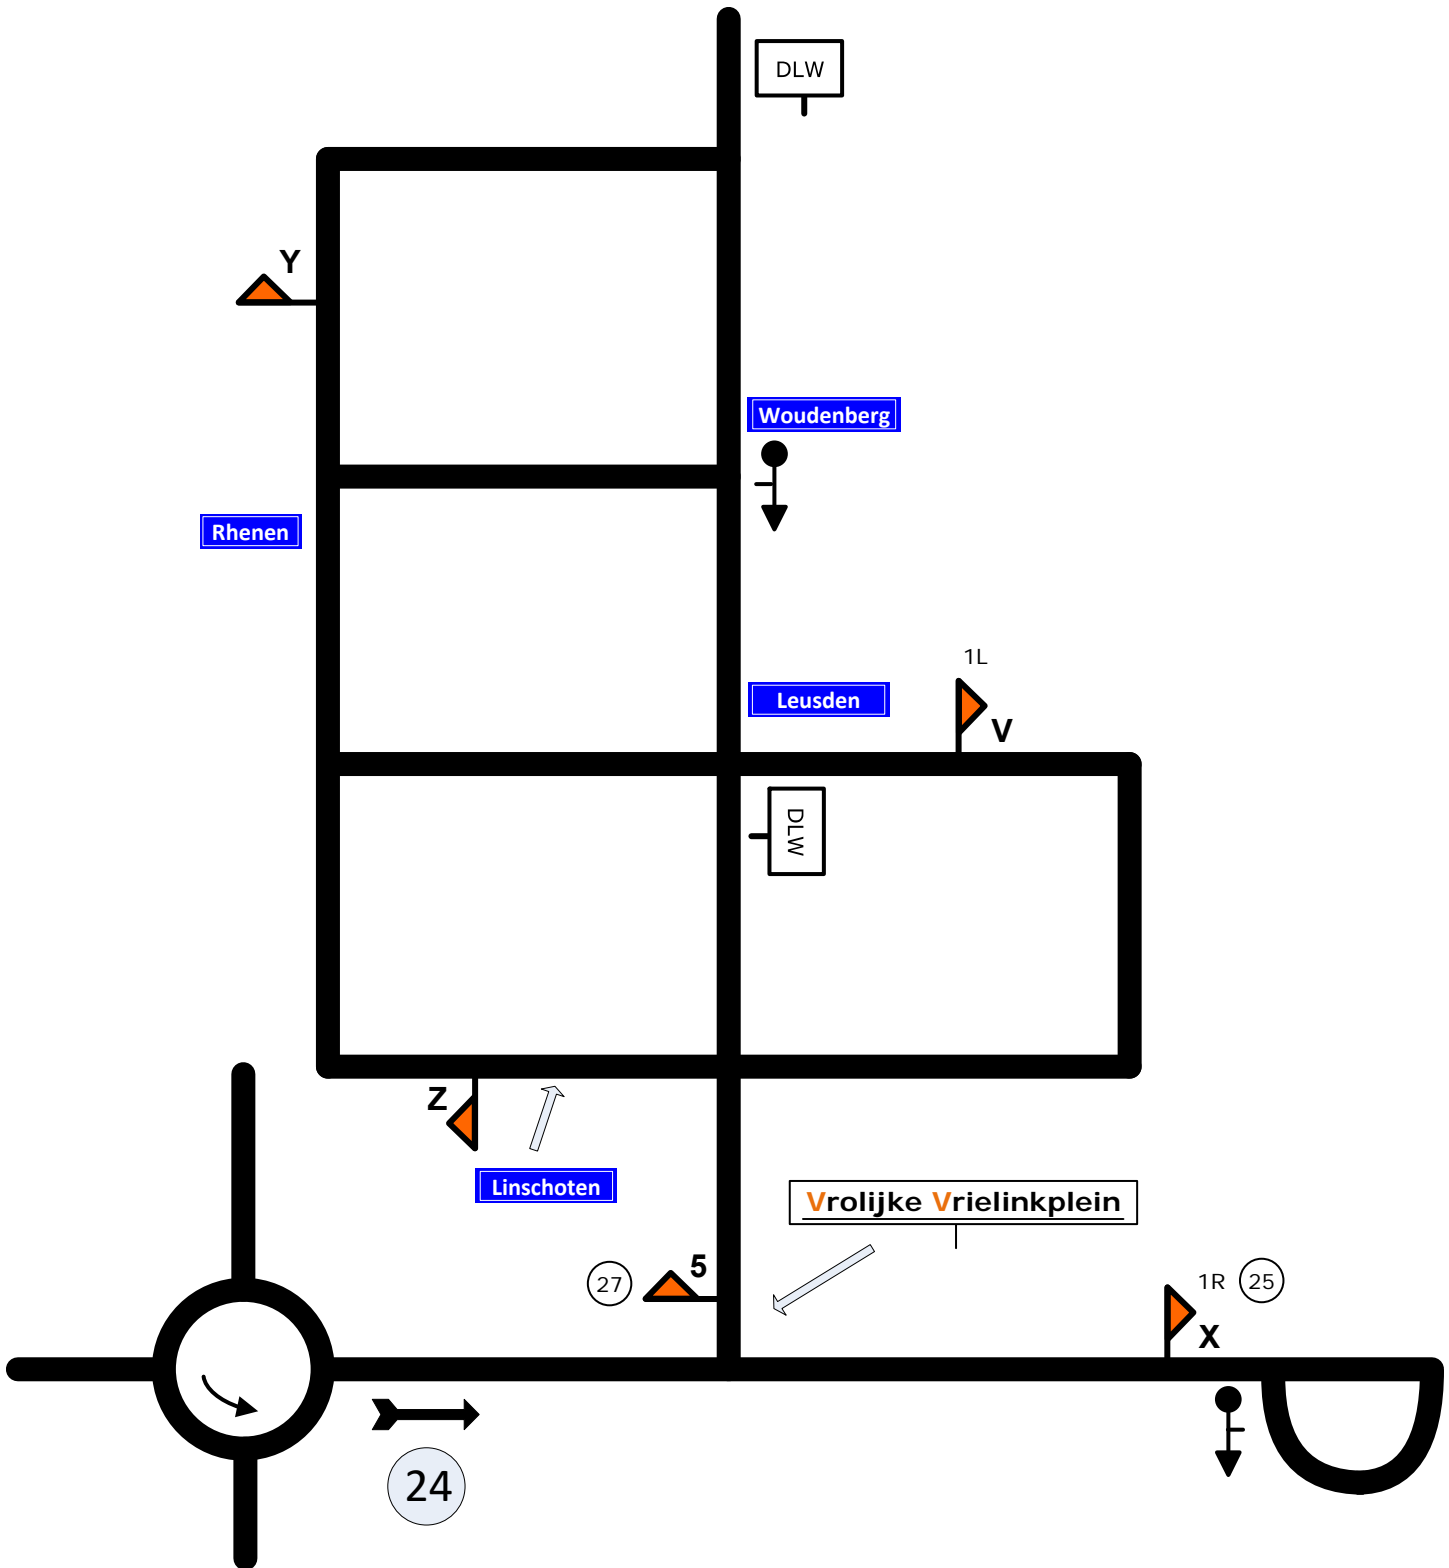 DLW
Y
Woudenberg
Rhenen
1L
Leusden
V
DLW
Z
Linschoten
Vrolijke Vrielinkplein
5
27
1R 25
X
24